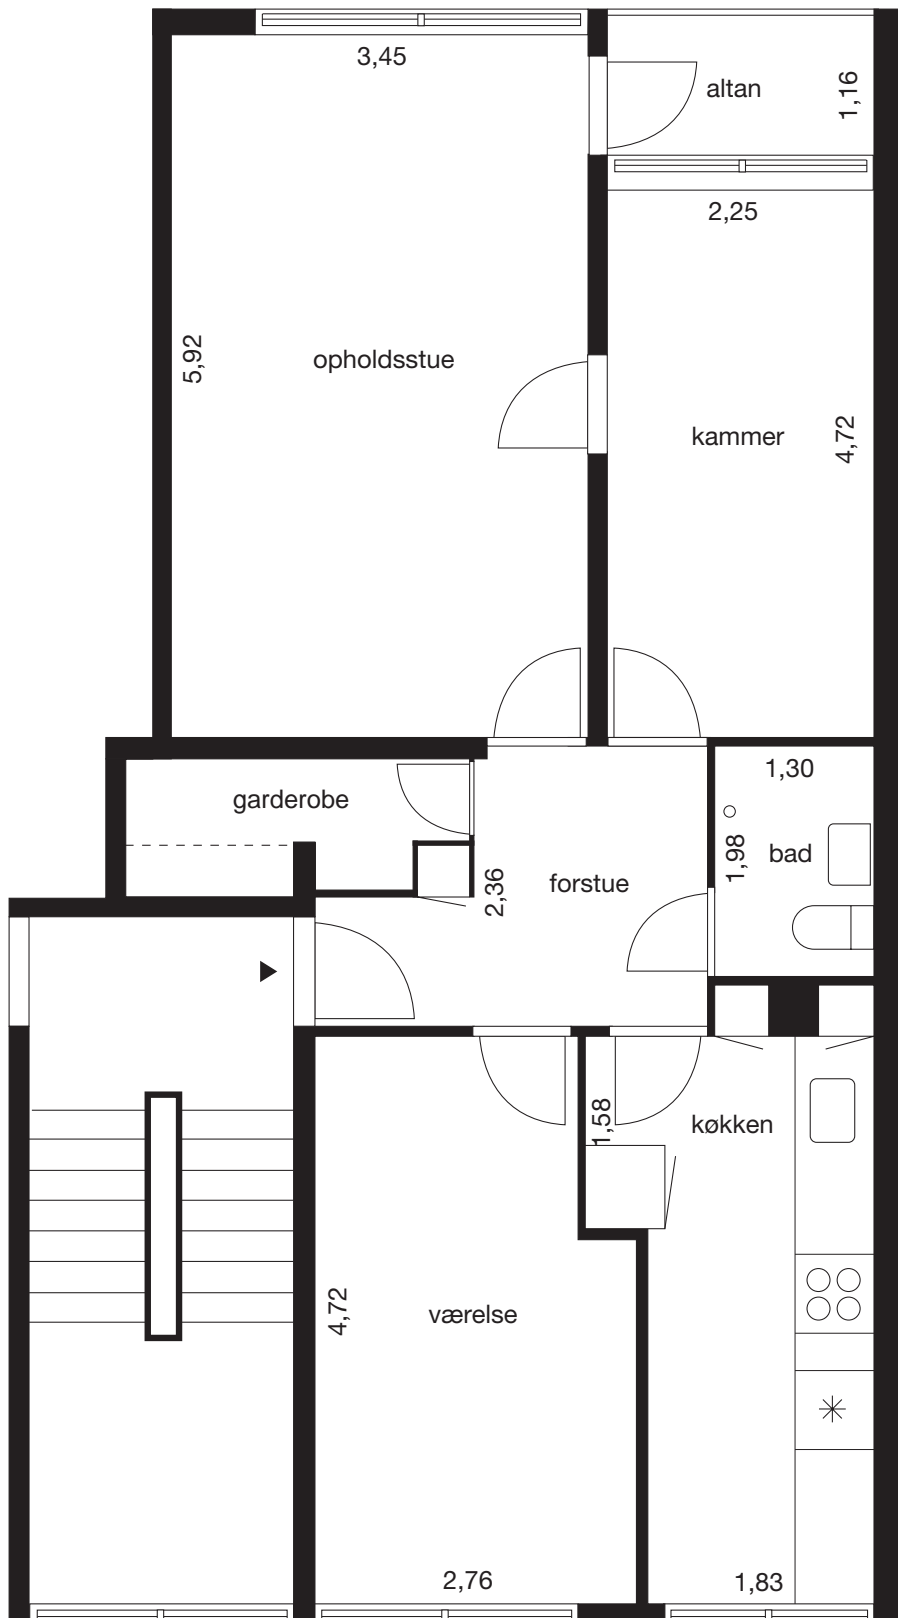 3,45
altan
1,16
2,25
5,92
opholdsstue
kammer
4,72
garderobe
1,30
1,98
bad
2,36
forstue
1,58
køkken
4,72
værelse
2,76
1,83